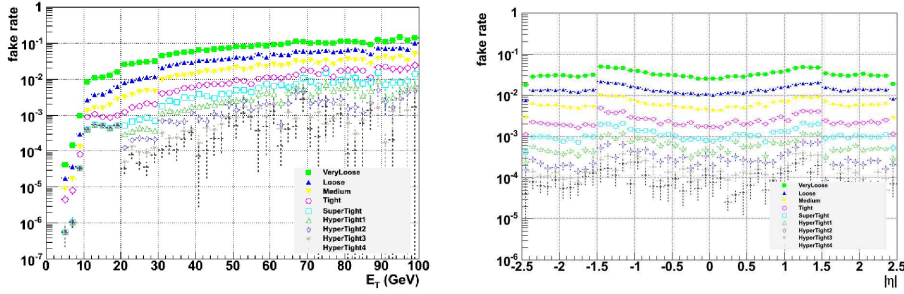 fake rate
1
10-1
10-2
10-3
10-4
10-5
10-6
10-7
VeryLoose
Loose
Medium
Tight
SuperTight
HyperTight1
HyperTight2
HyperTight3
HyperTight4
0 10 20 30 40 50 60 70 80 90 100
ET (GeV)
fake rate
1
10-1
10-2
10-3
10-4
10-5
10-6
VeryLoose
Loose
Medium
Tight
SuperTight
HyperTight1
HyperTight2
HyperTight3
HyperTight4
-2.5 -2 -1.5 -1 -0.5 0 0.5 1 1.5 2 2.5
|η|